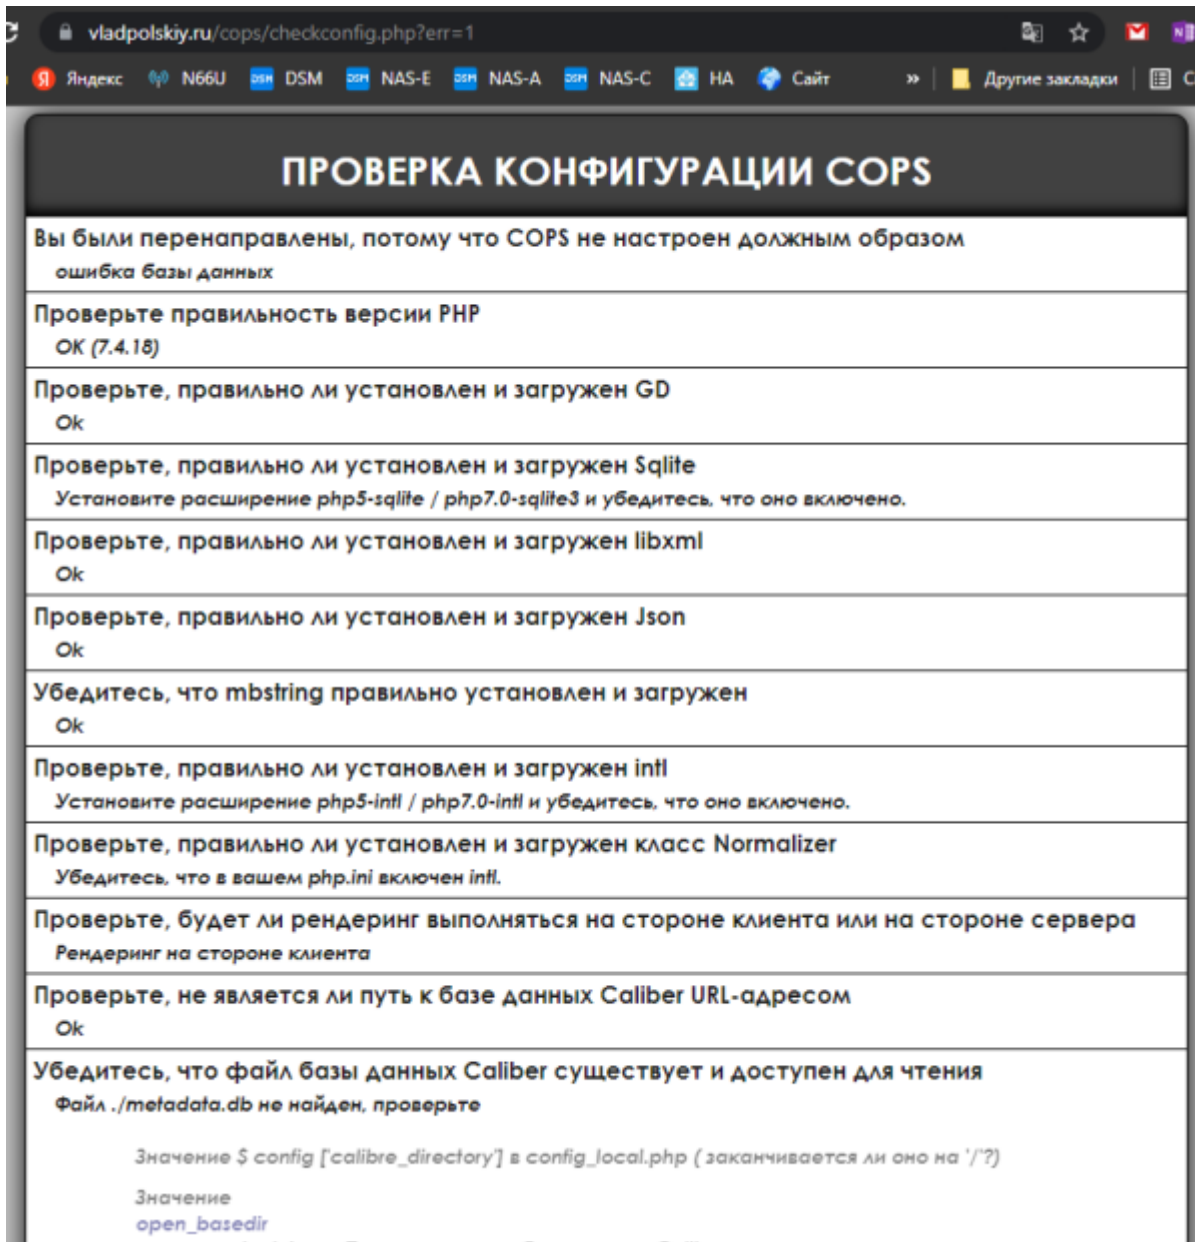 vladpolskiy.ru/cops/checkconfig.php?err=1
Яндекс N66U DSM DSM DSM NAS-E DSM NAS-A DSM NAS-C HA Сайт » Другие закладки
ПРОВЕРКА КОНФИГУРАЦИИ COPS
Вы были перенаправлены, потому что COPS не настроен должным образом
ошибка базы данных
Проверьте правильность версии PHP
ОК (7.4.18)
Проверьте, правильно ли установлен и загружен GD
Ok
Проверьте, правильно ли установлен и загружен Sqlite
Установите расширение php5-sqlite / php7.0-sqlite3 и убедитесь, что оно включено.
Проверьте, правильно ли установлен и загружен libxml
Ok
Проверьте, правильно ли установлен и загружен Json
Ok
Убедитесь, что mbstring правильно установлен и загружен
Ok
Проверьте, правильно ли установлен и загружен intl
Установите расширение php5-intl / php7.0-intl и убедитесь, что оно включено.
Проверьте, правильно ли установлен и загружен класс Normalizer
Убедитесь, что в вашем php.ini включен intl.
Проверьте, будет ли рендеринг выполняться на стороне клиента или на стороне сервера
Рендеринг на стороне клиента
Проверьте, не является ли путь к базе данных Caliber URL-адресом
Ok
Убедитесь, что файл базы данных Caliber существует и доступен для чтения
Файл ./metadata.db не найден, проверьте
Значение $ config ['calibre_directory'] в config_local.php ( заканчивается ли оно на '/'?)
Значение
open_basedir